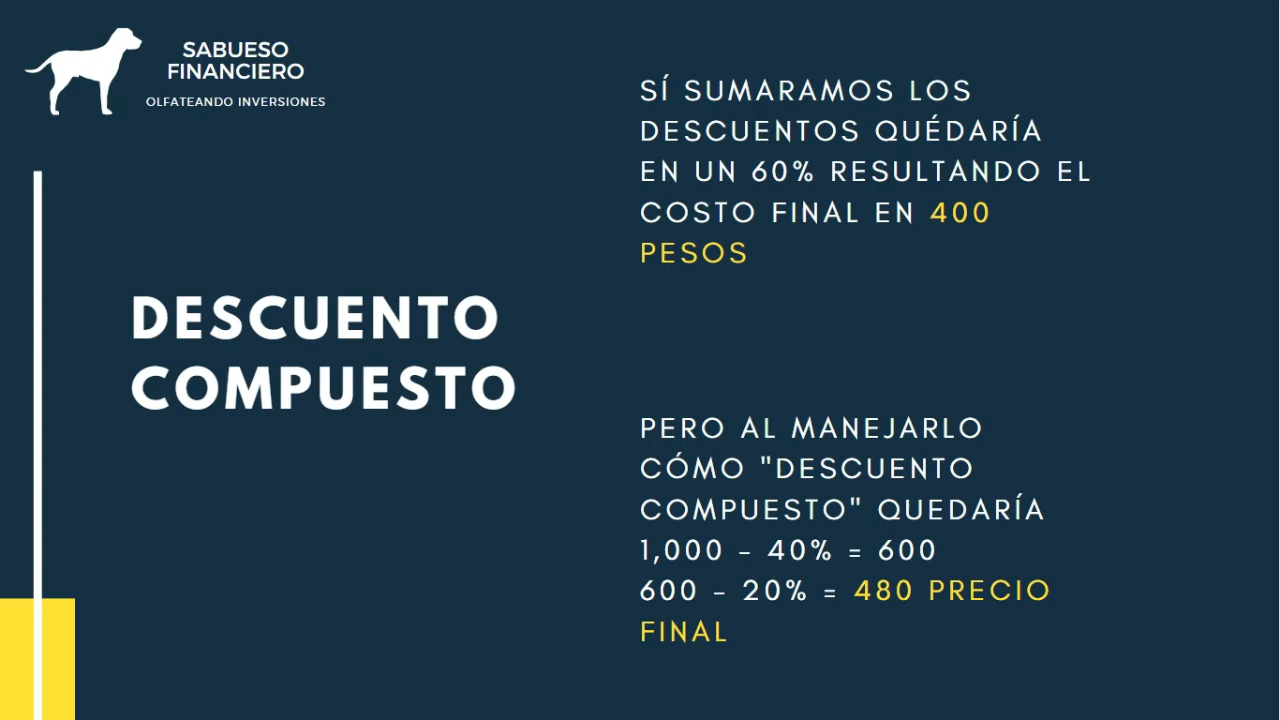 SABUESO
FINANCIERO
OLFATEANDO INVERSIONES
DESCUENTO
COMPUESTO
SÍ SUMARAMOS LOS
DESCUENTOS QUÉDARÍA
EN UN 60% RESULTANDO EL
COSTO FINAL EN 400
PESOS
PERO AL MANEJARLO
CÓMO "DESCUENTO
COMPUESTO" QUEDARÍA
1,000 - 40% = 600
600 - 20% = 480 PRECIO
FINAL